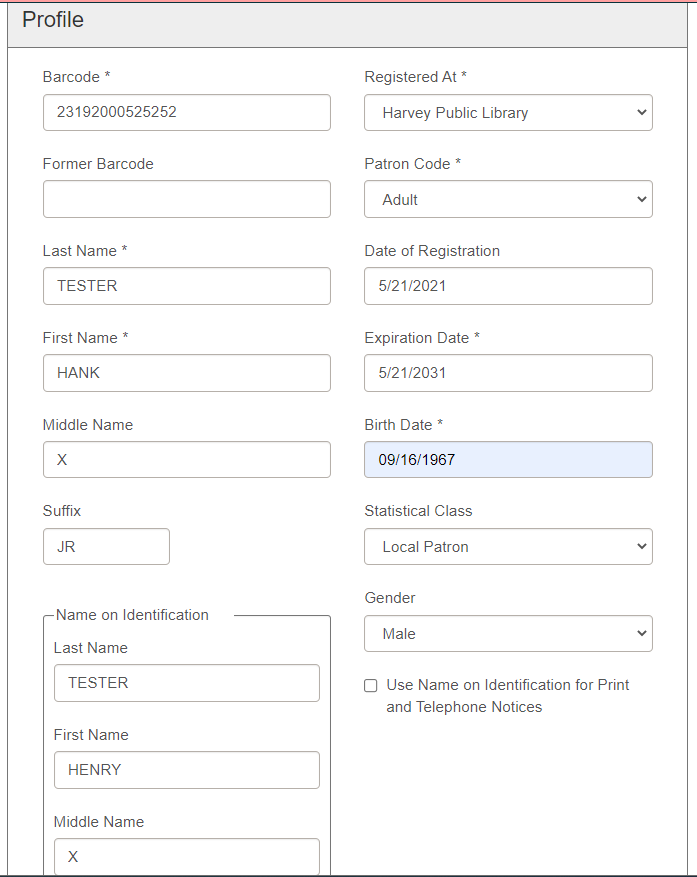 Profile
Barcode *
23192000525252
Former Barcode
Last Name *
TESTER
First Name *
HANK
Middle Name
X
Suffix
JR
Name on Identification
Last Name
TESTER
First Name
HENRY
Middle Name
X
Registered At *
Harvey Public Library
Patron Code *
Adult
Date of Registration
5/21/2021
Expiration Date *
5/21/2031
Birth Date *
09/16/1967
Statistical Class
Local Patron
Gender
Male
Use Name on Identification for Print
and Telephone Notices